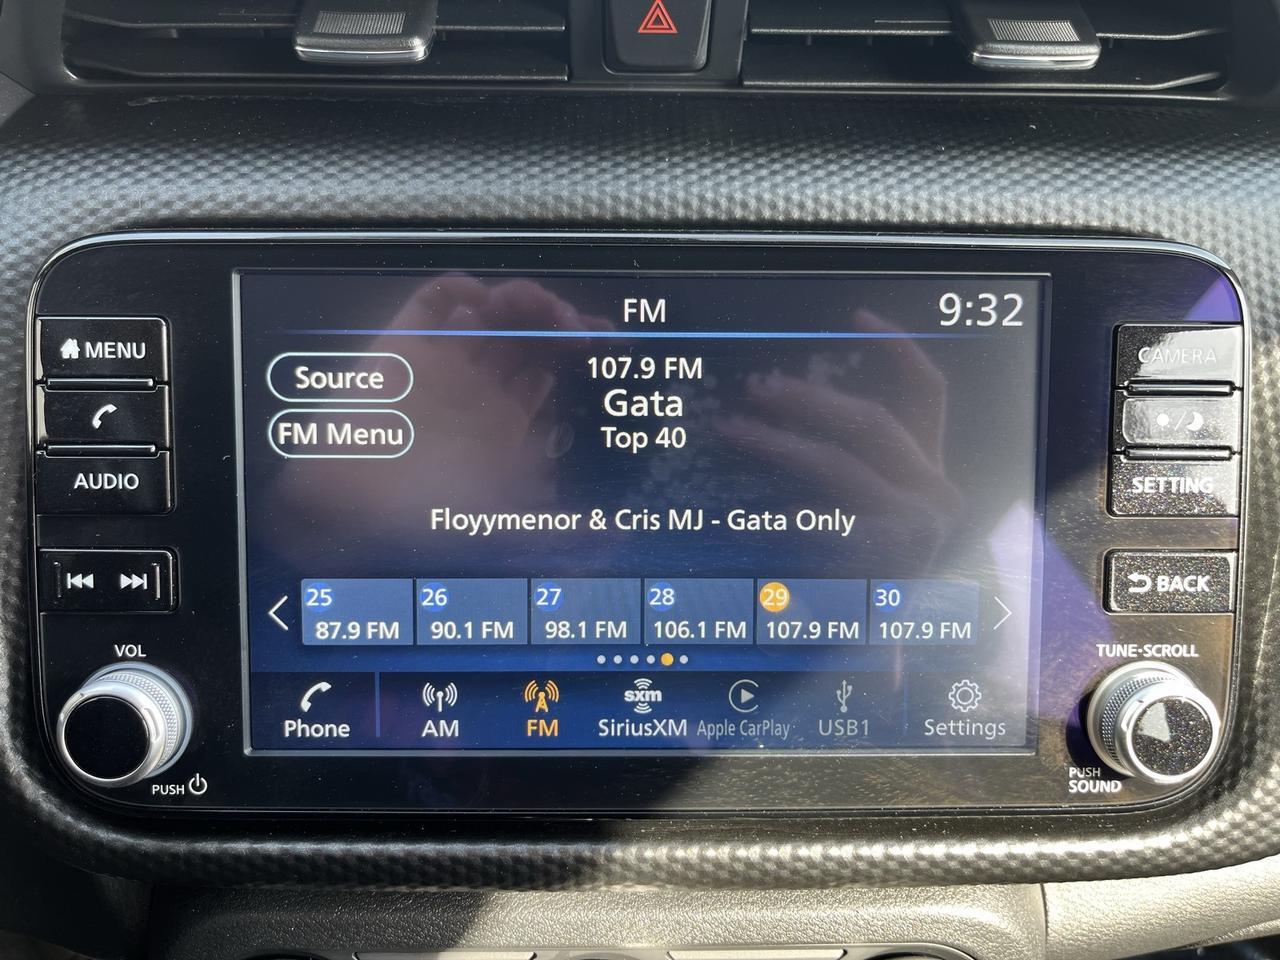 FM
9:32
MENU
AUDIO
VOL
PUSH
Source
FM Menu
107.9 FM
Gata
Top 40
Floyymenor & Cris MJ - Gata Only
25
87.9 FM
26
90.1 FM
27
98.1 FM
28
106.1 FM
29
107.9 FM
30
107.9 FM
Phone
AM
FM
sxm
SiriusXM
Apple CarPlay
USB1
Settings
CAMERA
SETTING
BACK
TUNE·SCROLL
PUSH
SOUND